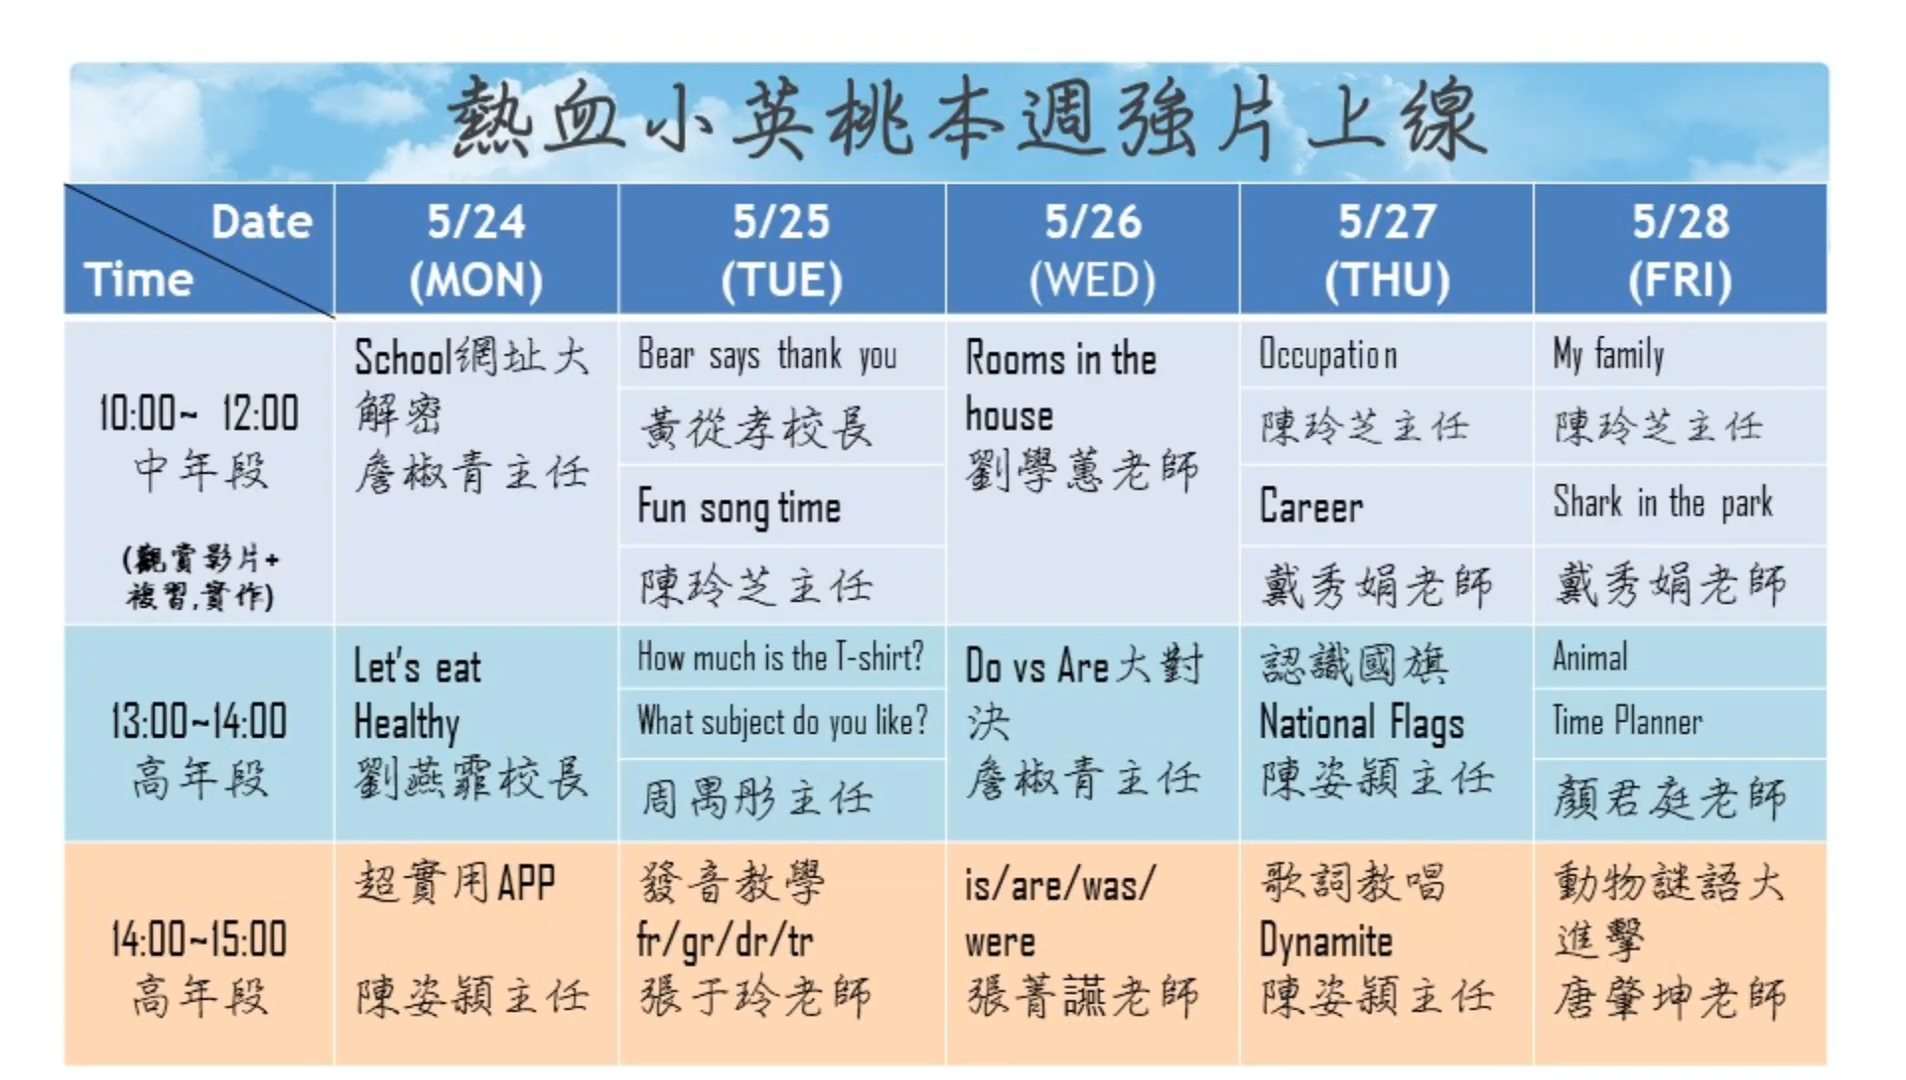 熱血小英桃本週強片上線
Date
Time
5/24
(MON)
5/25
(TUE)
5/26
(WED)
5/27
(THU)
5/28
(FRI)
10:00~ 12:00
中年段
(觀賞影片+
複習,實作)
School網址大
解密
詹椒青主任
Bear says thank you
黃從孝校長
Fun song time
陳玲芝主任
Rooms in the
house
劉學蕙老師
Occupation
陳玲芝主任
Career
戴秀娟老師
My family
陳玲芝主任
Shark in the park
戴秀娟老師
13:00~14:00
高年段
Let's eat
Healthy
劉燕霏校長
How much is the T-shirt?
What subject do you like?
周禺彤主任
Do vs Are大對
決
詹椒青主任
認識國旗
National Flags
陳姿穎主任
Animal
Time Planner
顏君庭老師
14:00~15:00
高年段
超實用APP
陳姿穎主任
發音教學
fr/gr/dr/tr
張于玲老師
is/are/was/
were
張菁讌老師
歌詞教唱
Dynamite
陳姿穎主任
動物謎語大
進擊
唐肇坤老師